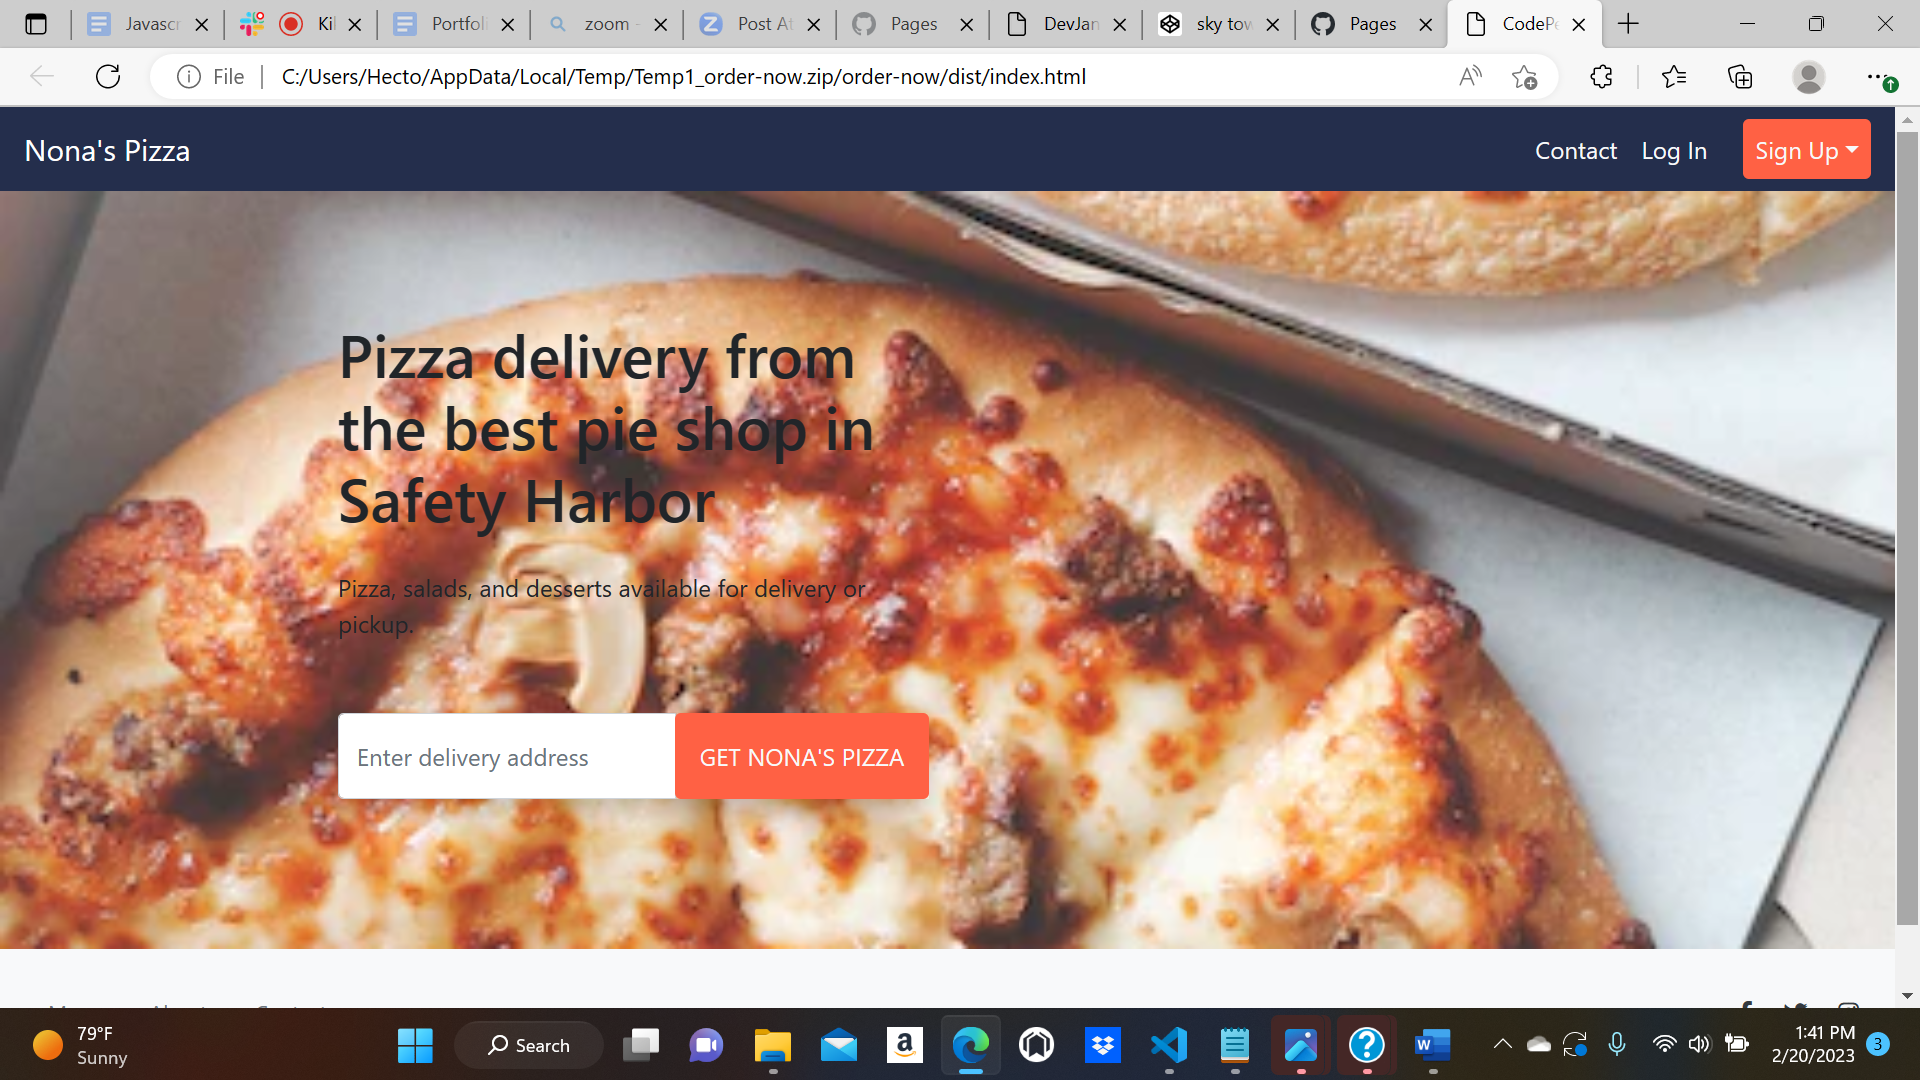 Javascr
Ki
Portfoli
zoom -
Post At
Pages
DevJan
sky tow
Pages
CodePe
File
C:/Users/Hecto/AppData/Local/Temp/Temp1_order-now.zip/order-now/dist/index.html
Nona's Pizza
Contact
Log In
Sign Up
Pizza delivery from
the best pie shop in
Safety Harbor
Pizza, salads, and desserts available for delivery or
pickup.
Enter delivery address
GET NONA'S PIZZA
79°F
Sunny
Search
1:41 PM
2/20/2023
3